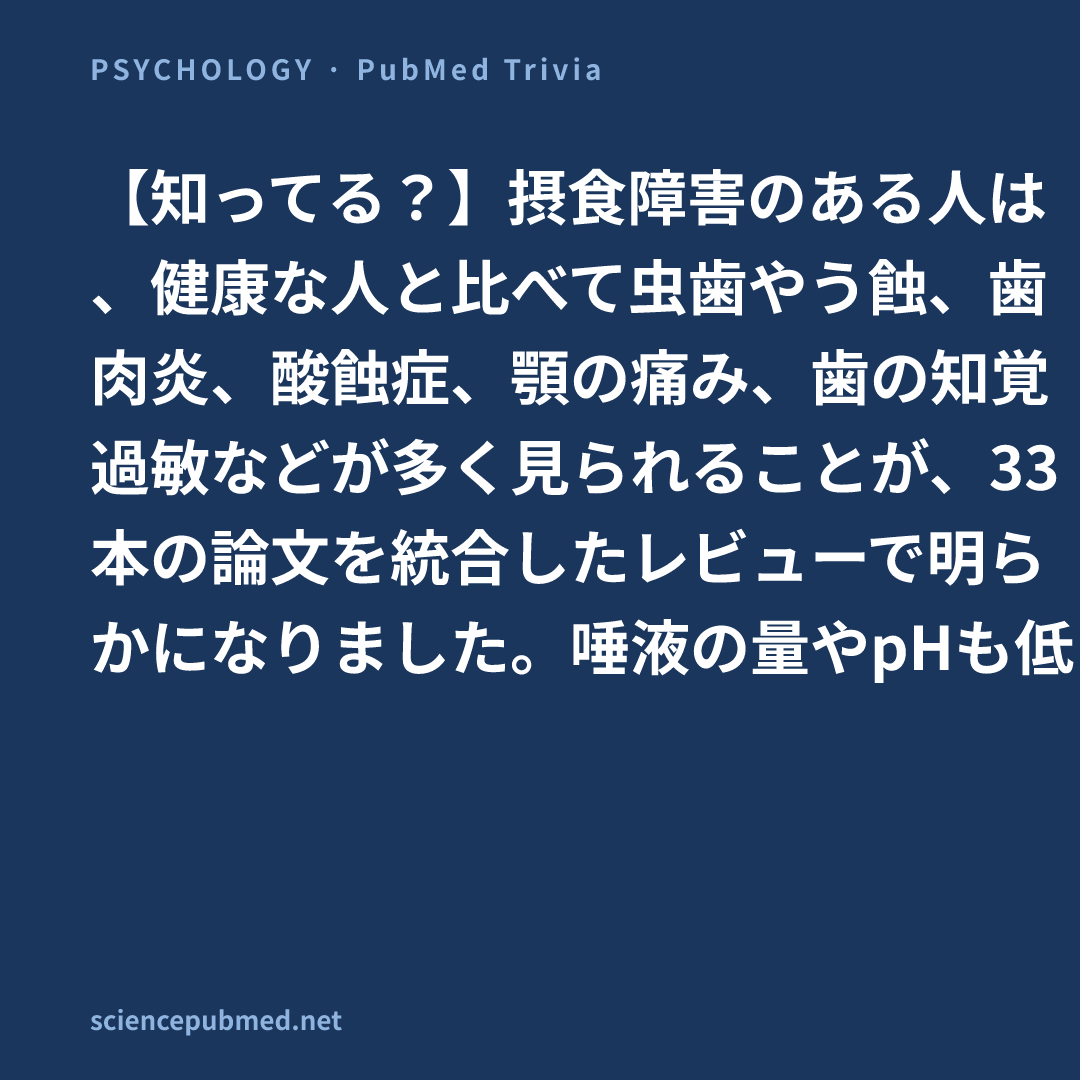 PSYCHOLOGY · PubMed Trivia
【知ってる？】摂食障害のある人は
、健康な人と比べて虫歯やう蝕、歯
肉炎、酸蝕症、顎の痛み、歯の知覚
過敏などが多く見られることが、33
本の論文を統合したレビューで明ら
かになりました。唾液の量やpHも低
sciencepubmed.net